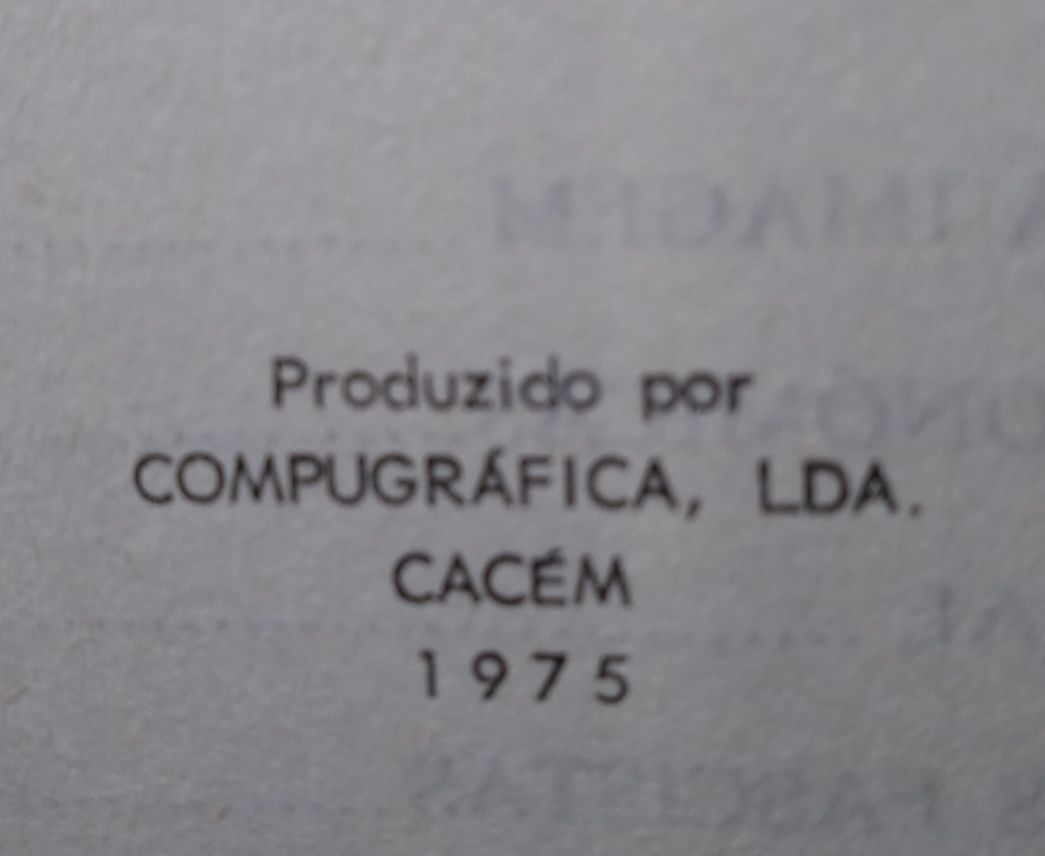 Produzido por
COMPUGRÁFICA, LDA.
CACÉM
1975